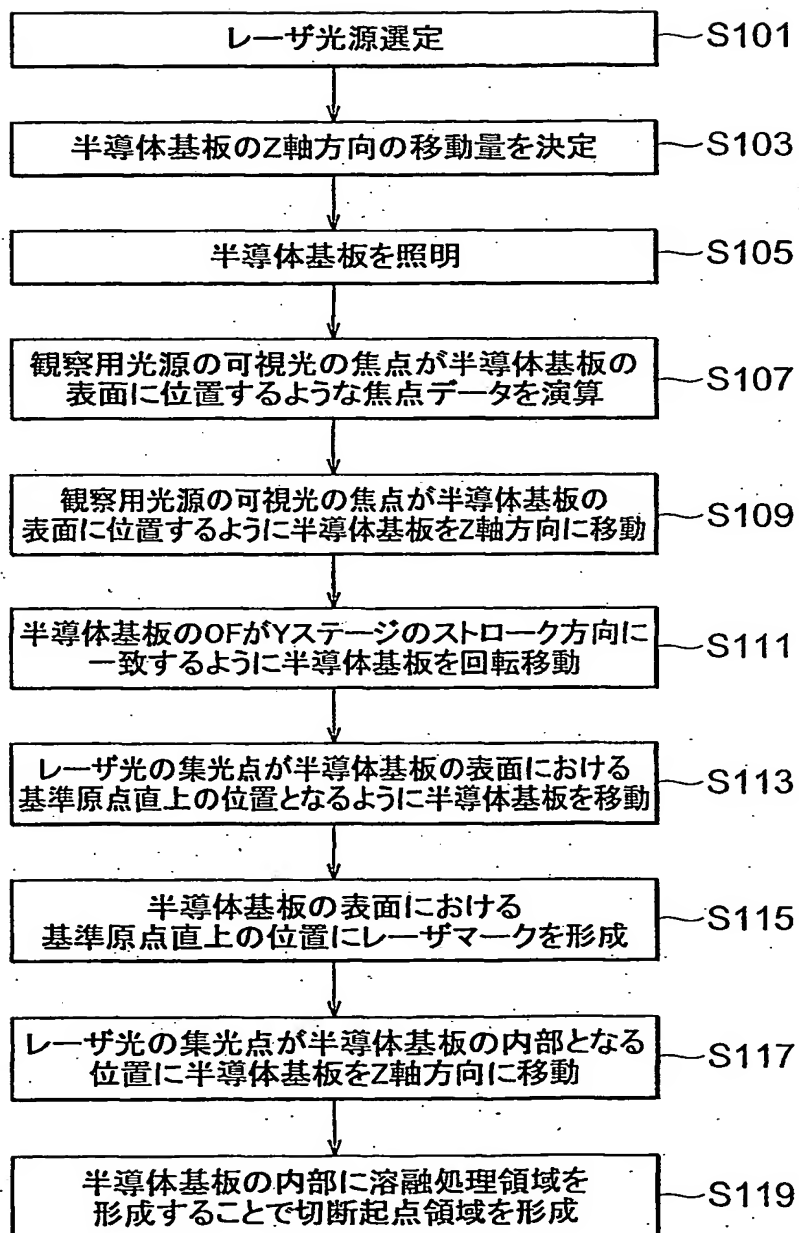 レーザ光源選定
S101
半導体基板のZ軸方向の移動量を決定
S103
半導体基板を照明
S105
観察用光源の可視光の焦点が半導体基板の
表面に位置するような焦点データを演算
S107
観察用光源の可視光の焦点が半導体基板の
表面に位置するように半導体基板をZ軸方向に移動
S109
半導体基板のOFがYステージのストローク方向に
一致するように半導体基板を回転移動
S111
レーザ光の集光点が半導体基板の表面における
基準原点直上の位置となるように半導体基板を移動
S113
半導体基板の表面における
基準原点直上の位置にレーザマークを形成
S115
レーザ光の集光点が半導体基板の内部となる
位置に半導体基板をZ軸方向に移動
S117
半導体基板の内部に溶融処理領域を
形成することで切断起点領域を形成
S119